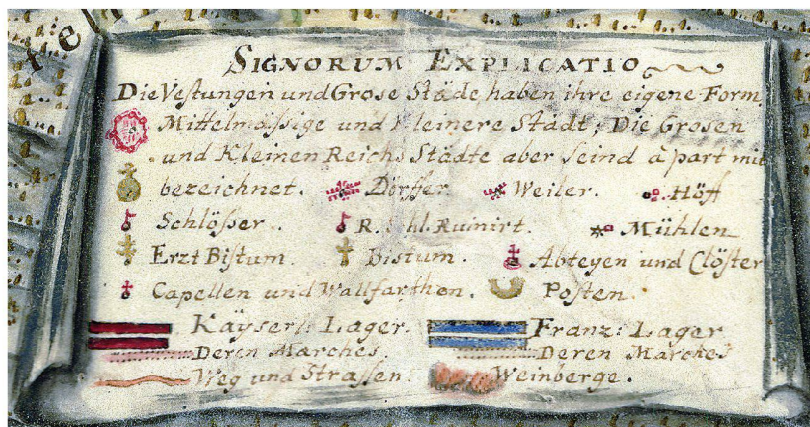 Signorum Explicatio
Die Vestungen und Grose Städe haben ihre eigene Form,
Mittelmässige und Kleinere Städt; Die Grosen
und Kleinen Reichs Städte aber seind à part mit
bezeichnet. Dörffer. Weiler. Höff
Schlösser. R. Schl. Ruinirt. Mühlen
Ertzt Bistum. Bistum. Abteyen und Clöster
Capellen und Wallfarthen. Posten.
Kaÿserl: Lager. Franz: Lager
Deren Marches. Deren Marches
Weg und Strassen. Weinberge.